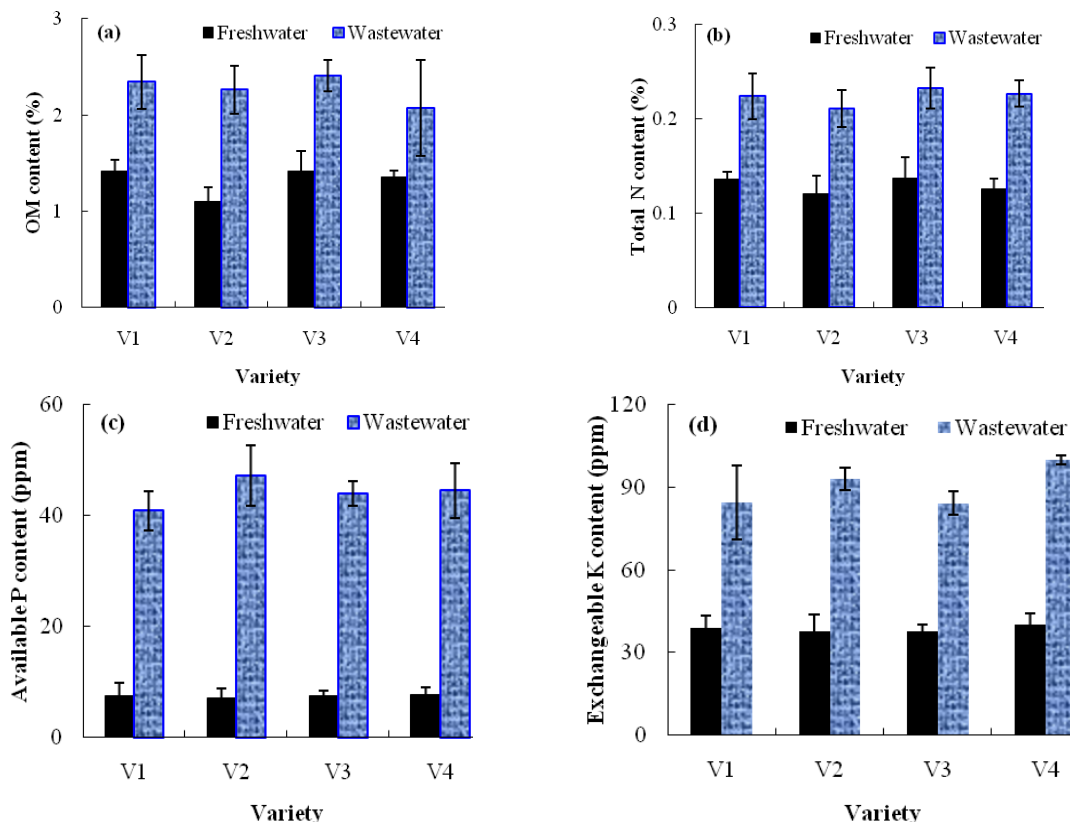 (a)
Freshwater Wastewater
OM content (%)
3
2
1
0
V1 V2 V3 V4
Variety
(b)
Freshwater Wastewater
Total N content (%)
0.3
0.2
0.1
0
V1 V2 V3 V4
Variety
(c)
Freshwater Wastewater
Available P content (ppm)
60
40
20
0
V1 V2 V3 V4
Variety
(d)
Freshwater Wastewater
Exchangeable K content (ppm)
120
90
60
30
0
V1 V2 V3 V4
Variety